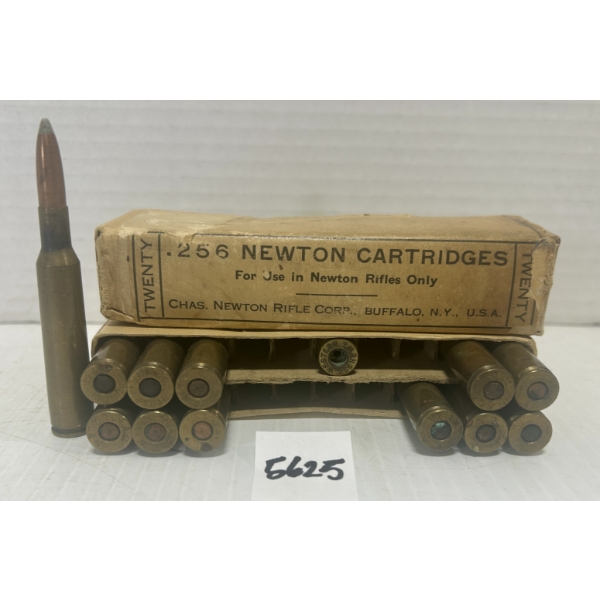 .256 NEWTON CARTRIDGES
For Use in Newton Rifles Only
CHAS. NEWTON RIFLE CORP., BUFFALO, N.Y., U.S.A.
TWENTY
TWENTY
5625